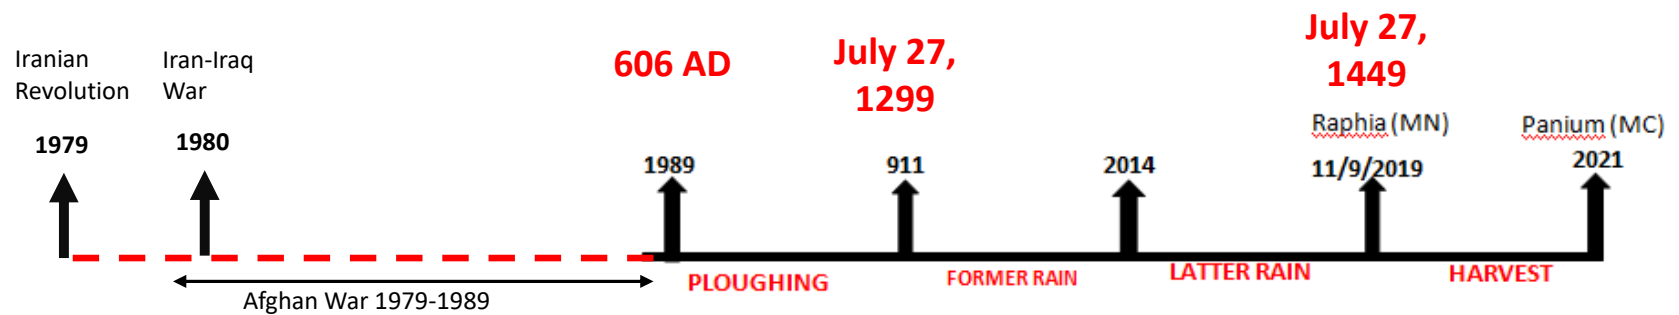 Iranian
Revolution
1979
Iran-Iraq
War
1980
606 AD
1989
July 27,
1299
911
2014
July 27,
1449
Raphia (MN)
11/9/2019
Panium (MC)
2021
PLOUGHING
FORMER RAIN
LATTER RAIN
HARVEST
Afghan War 1979-1989